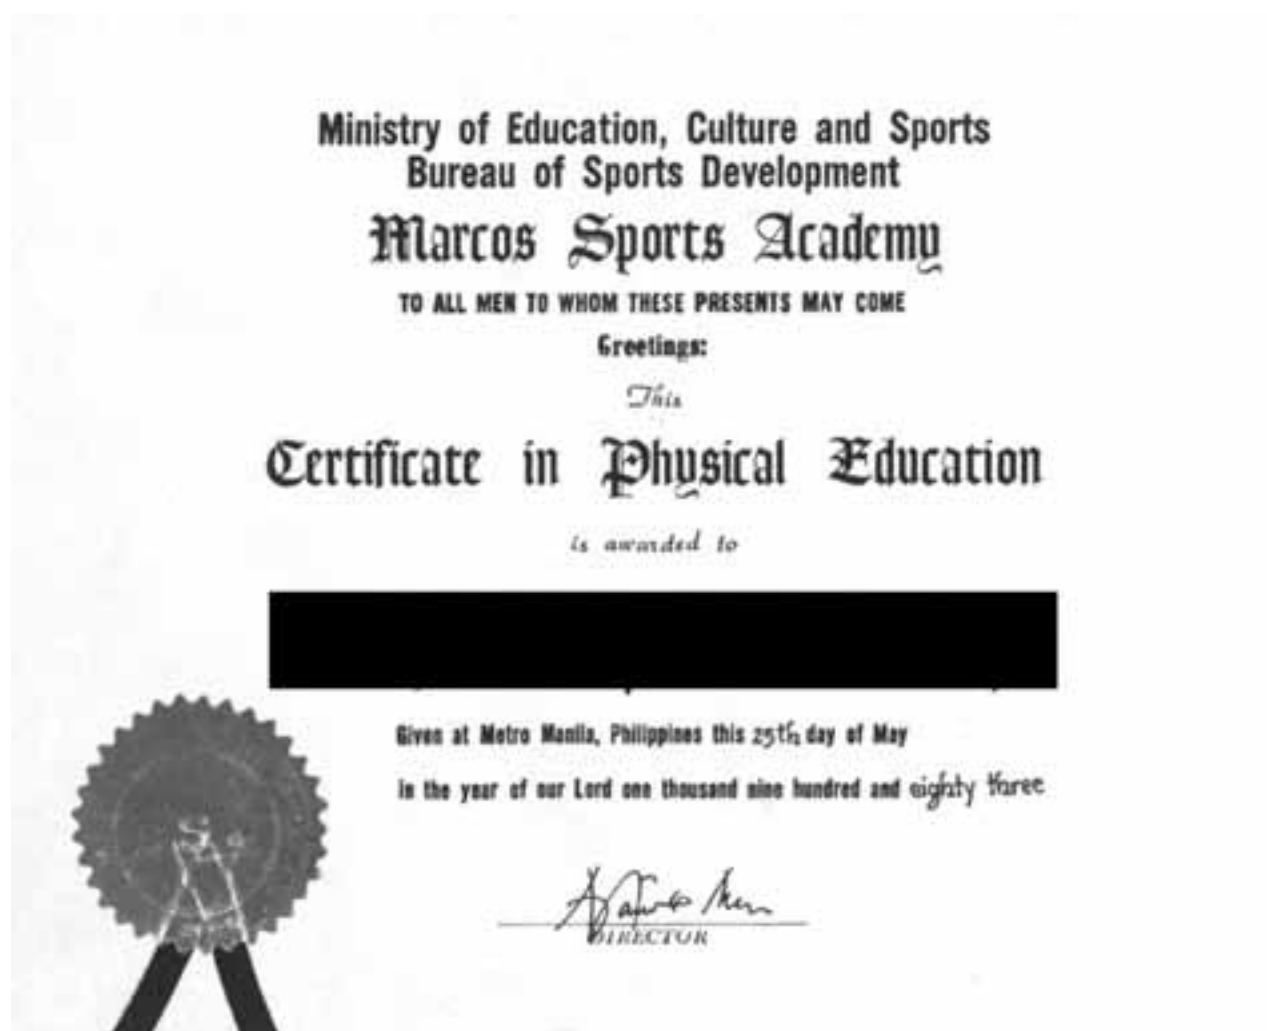 Ministry of Education, Culture and Sports
Bureau of Sports Development
Marcos Sports Academy
TO ALL MEN TO WHOM THESE PRESENTS MAY COME
Greetings:
This
Certificate in Physical Education
is awarded to
Given at Metro Manila, Philippines this 25th day of May
in the year of our Lord one thousand nine hundred and eighty three
DIRECTOR